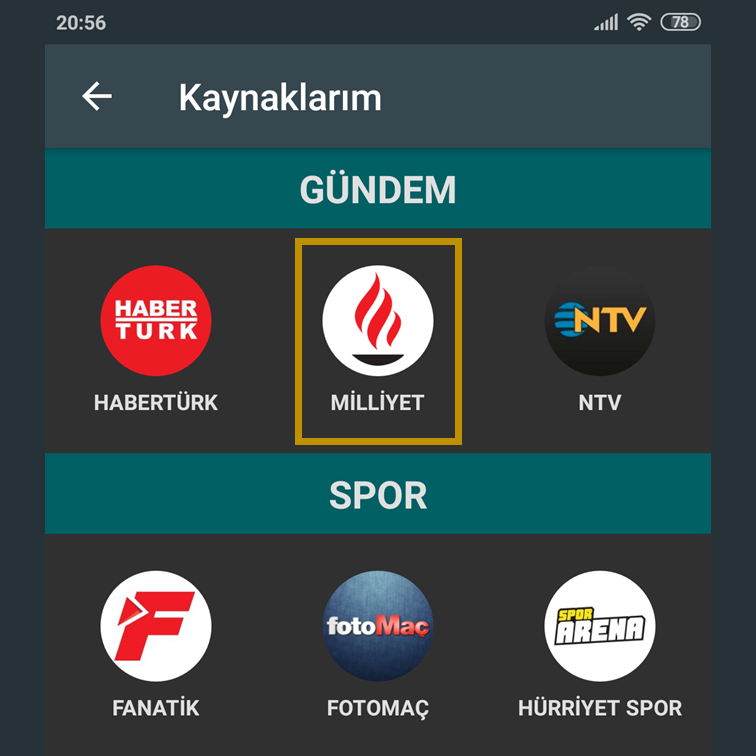 20:56
78
Kaynaklarım
GÜNDEM
HABER
TURK
NTV
HABERTÜRK
MİLLİYET
NTV
SPOR
F
fotoMaç
SPOR
ARENA
FANATİK
FOTOMAÇ
HÜRRİYET SPOR